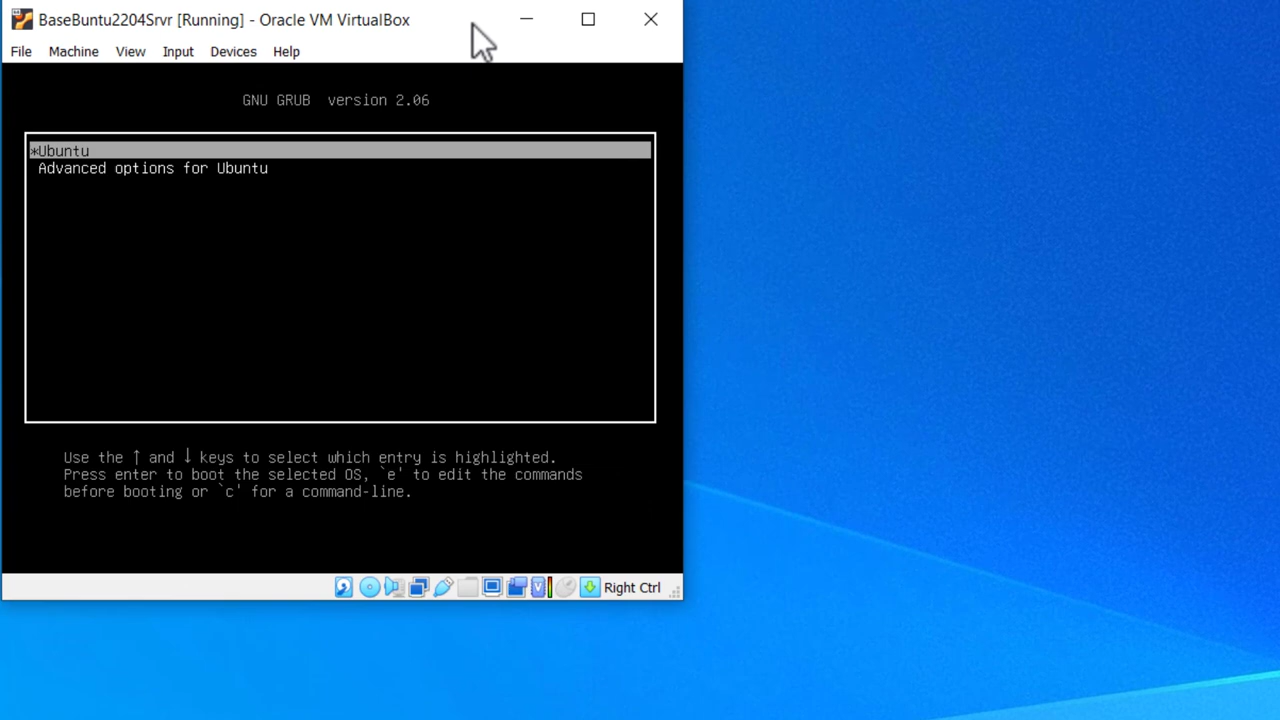 BaseBuntu2204Srvr [Running] - Oracle VM VirtualBox
File Machine View Input Devices Help
GNU GRUB version 2.06
*Ubuntu
Advanced options for Ubuntu
Use the ↑ and ↓ keys to select which entry is highlighted.
Press enter to boot the selected OS, `e' to edit the commands
before booting or `c' for a command-line.
Right Ctrl